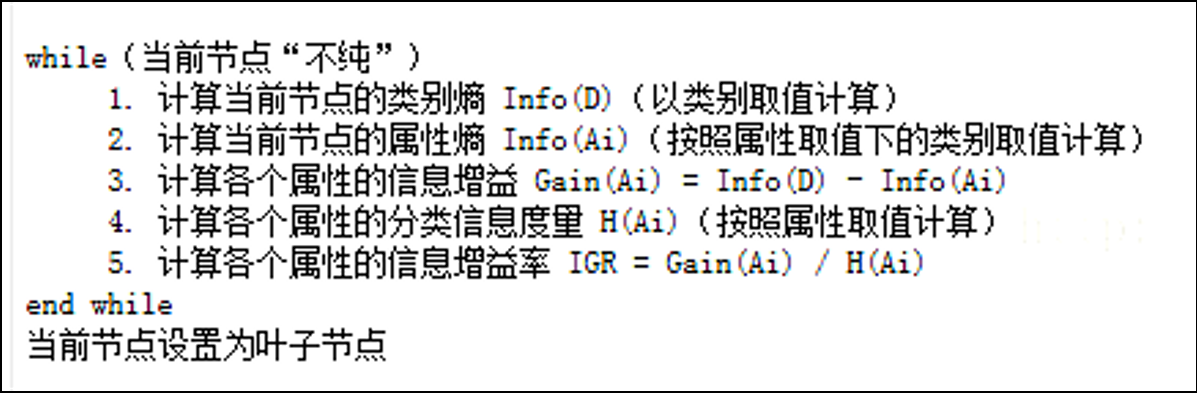 while（当前节点“不纯”）
1. 计算当前节点的类别熵 Info(D)（以类别取值计算）
2. 计算当前节点的属性熵 Info(Ai)（按照属性取值下的类别取值计算）
3. 计算各个属性的信息增益 Gain(Ai) = Info(D) - Info(Ai)
4. 计算各个属性的分类信息度量 H(Ai)（按照属性取值计算）
5. 计算各个属性的信息增益率 IGR = Gain(Ai) / H(Ai)
end while
当前节点设置为叶子节点